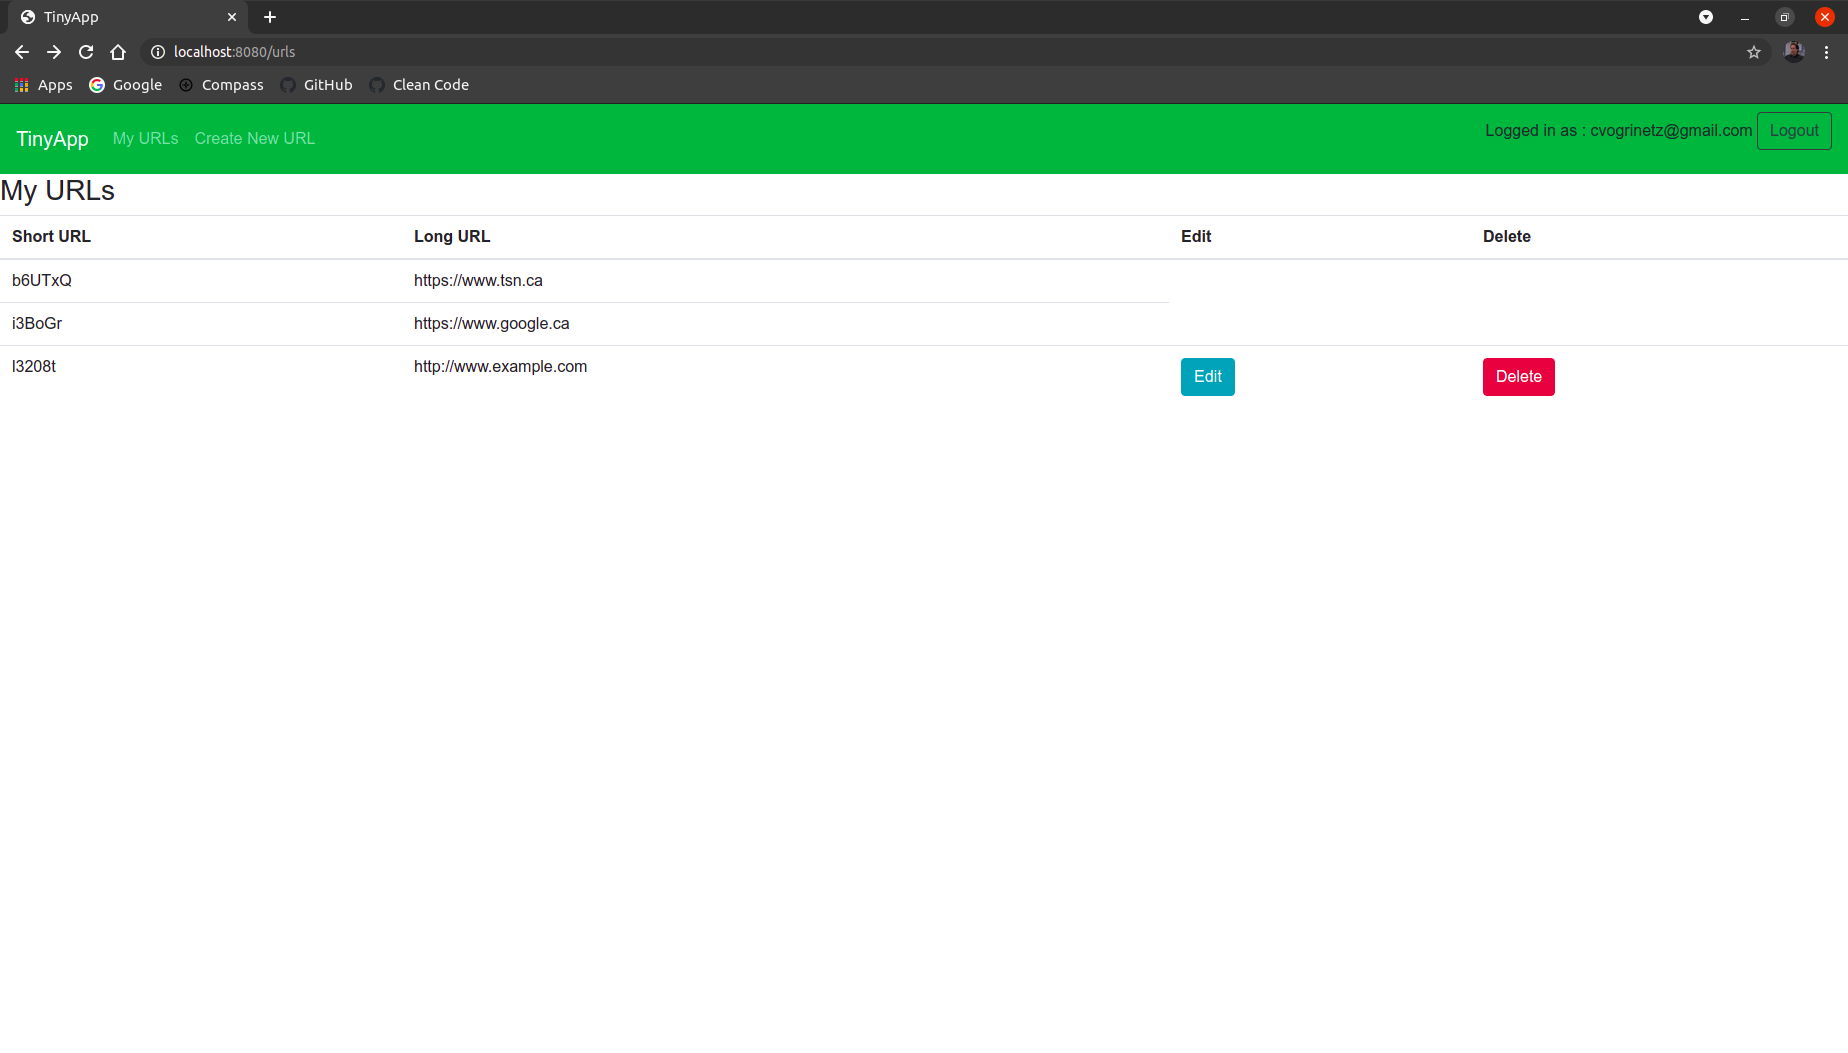 TinyApp
localhost:8080/urls
Apps Google Compass GitHub Clean Code
TinyApp My URLs Create New URL Logged in as : cvogrinetz@gmail.com Logout
My URLs
Short URL Long URL Edit Delete
b6UTxQ https://www.tsn.ca
i3BoGr https://www.google.ca
l3208t http://www.example.com Edit Delete